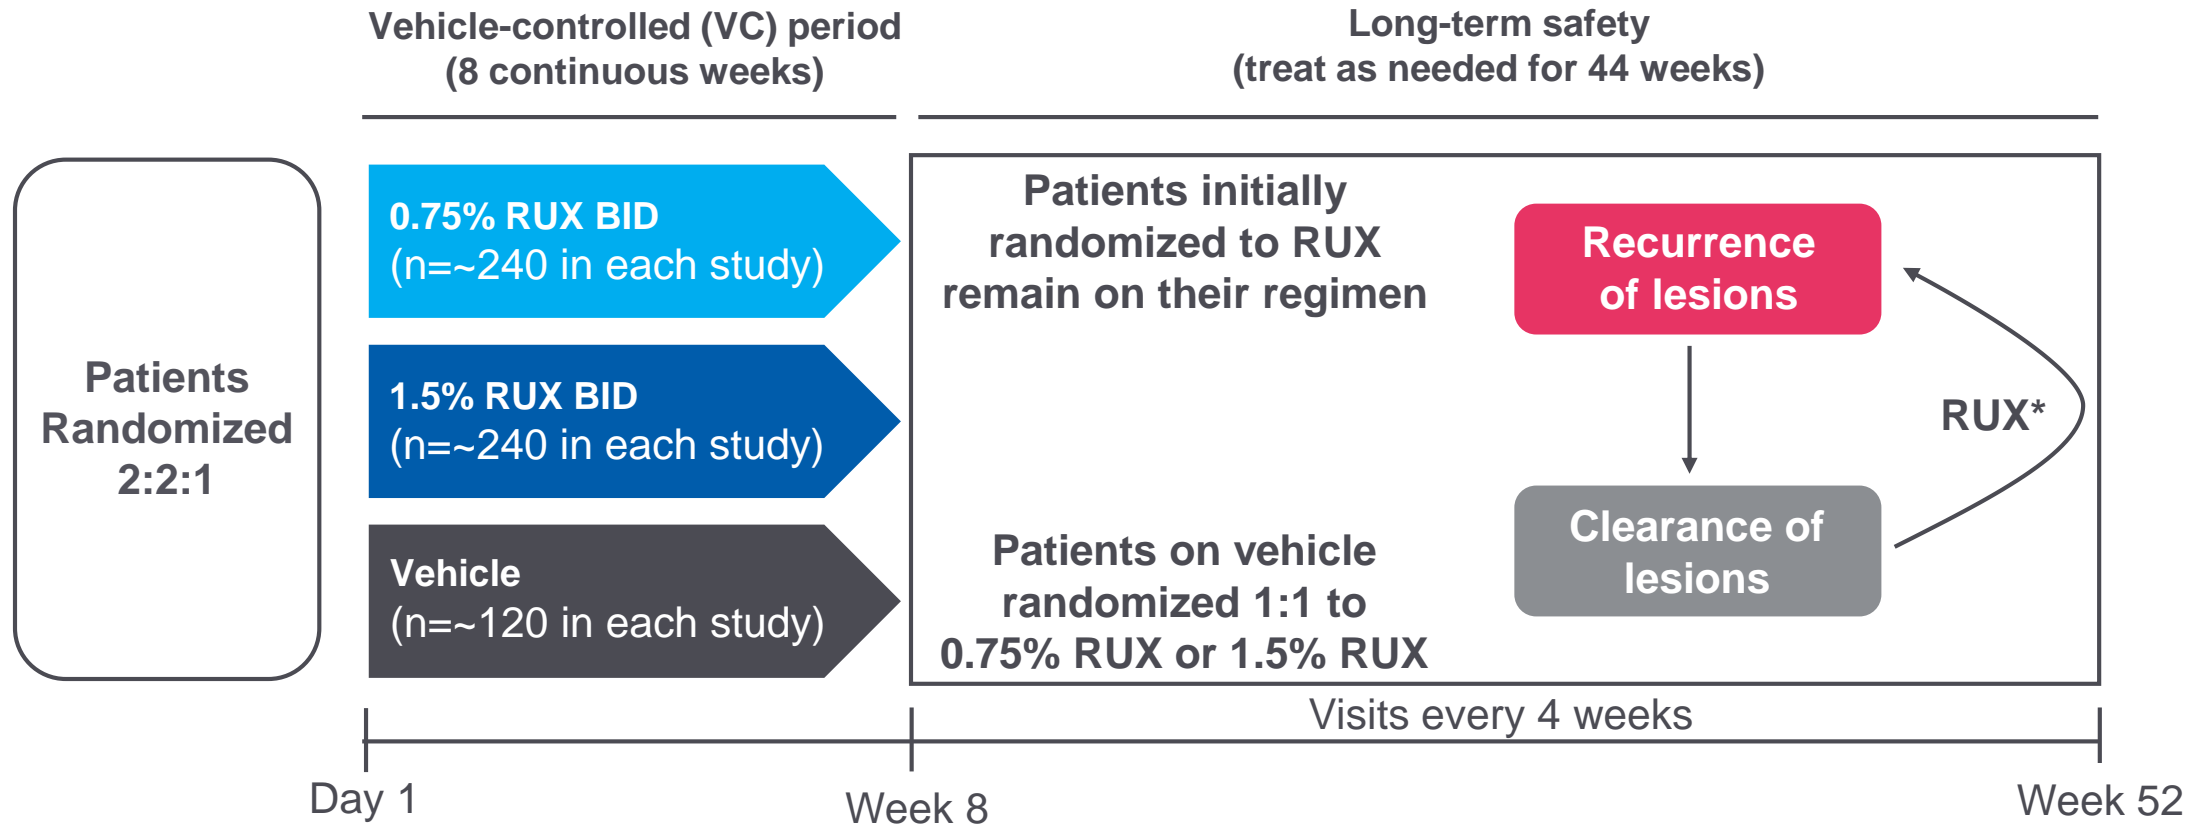 Vehicle-controlled (VC) period
(8 continuous weeks)
Long-term safety
(treat as needed for 44 weeks)
Patients
Randomized
2:2:1
0.75% RUX BID
(n=~240 in each study)
1.5% RUX BID
(n=~240 in each study)
Vehicle
(n=~120 in each study)
Patients initially
randomized to RUX
remain on their regimen
Patients on vehicle
randomized 1:1 to
0.75% RUX or 1.5% RUX
Recurrence
of lesions
RUX*
Clearance of
lesions
Visits every 4 weeks
Day 1
Week 8
Week 52